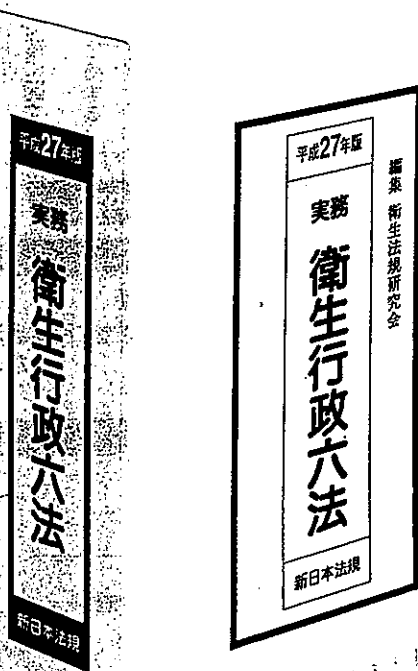 平成27年版
実務
衛生行政六法
新日本法規
編集 衛生法規研究会
平成27年版
実務
衛生行政六法
新日本法規